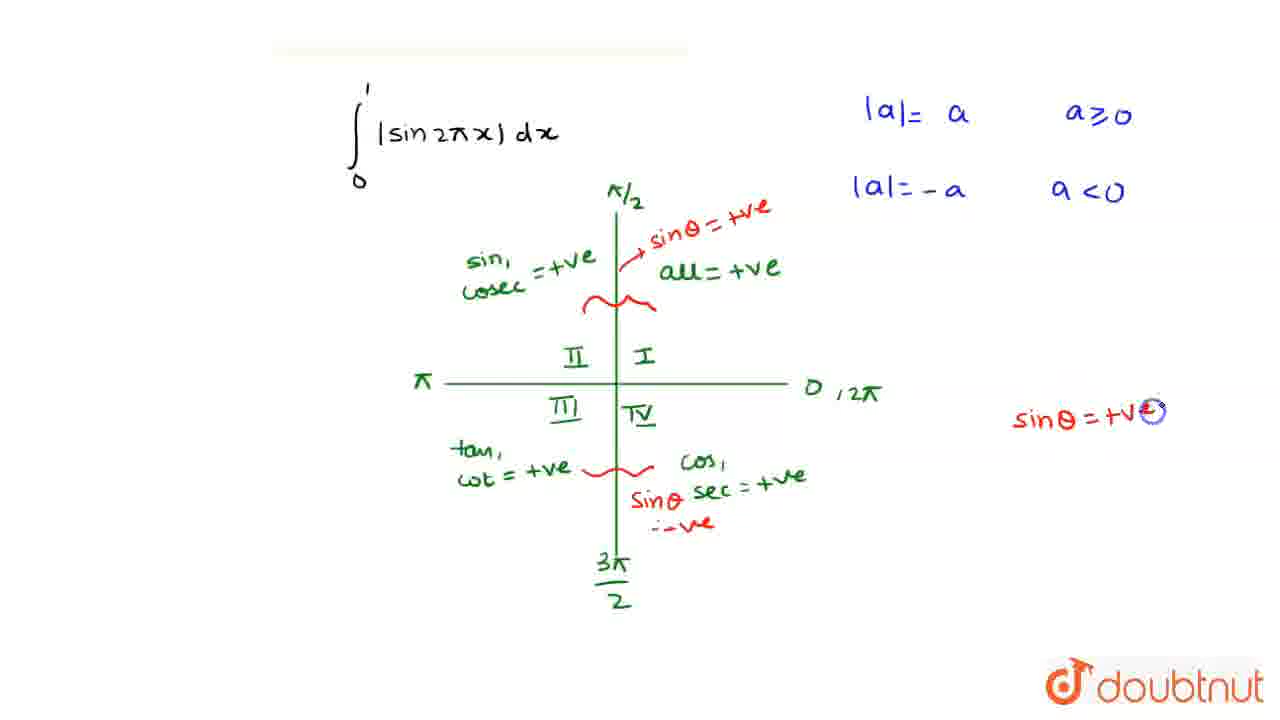 ∫₀¹ |sin 2πx| dx
|a| = a a ≥ 0
|a| = -a a < 0
π/2
sinθ = +ve
sin, cosec = +ve
all = +ve
II I
π
0, 2π
III IV
sinθ = +ve
tan, cot = +ve
cos, sec = +ve
sinθ = -ve
3π/2
doubtnut